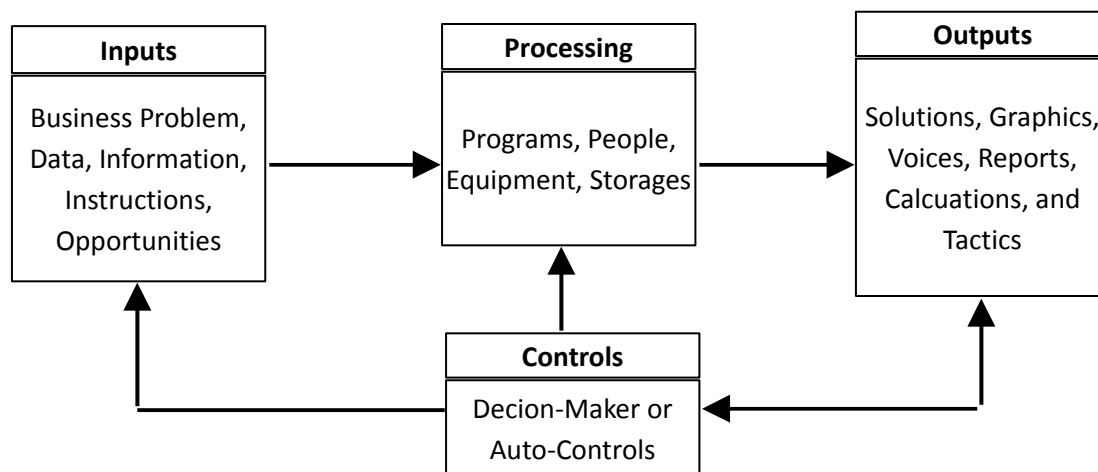 Inputs
Business Problem,
Data, Information,
Instructions,
Opportunities
Processing
Programs, People,
Equipment, Storages
Outputs
Solutions, Graphics,
Voices, Reports,
Calcuations, and
Tactics
Controls
Decion-Maker or
Auto-Controls